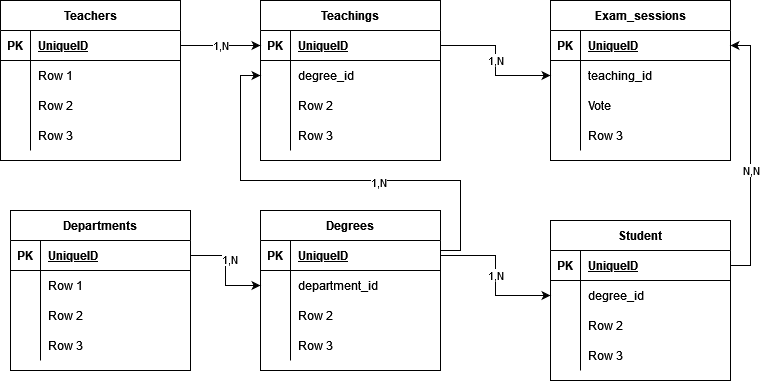 Teachers
PK UniqueID
Row 1
Row 2
Row 3
1,N
Teachings
PK UniqueID
degree_id
Row 2
Row 3
1,N
Exam_sessions
PK UniqueID
teaching_id
Vote
Row 3
1,N
N,N
Departments
PK UniqueID
Row 1
Row 2
Row 3
1,N
Degrees
PK UniqueID
department_id
Row 2
Row 3
1,N
Student
PK UniqueID
degree_id
Row 2
Row 3